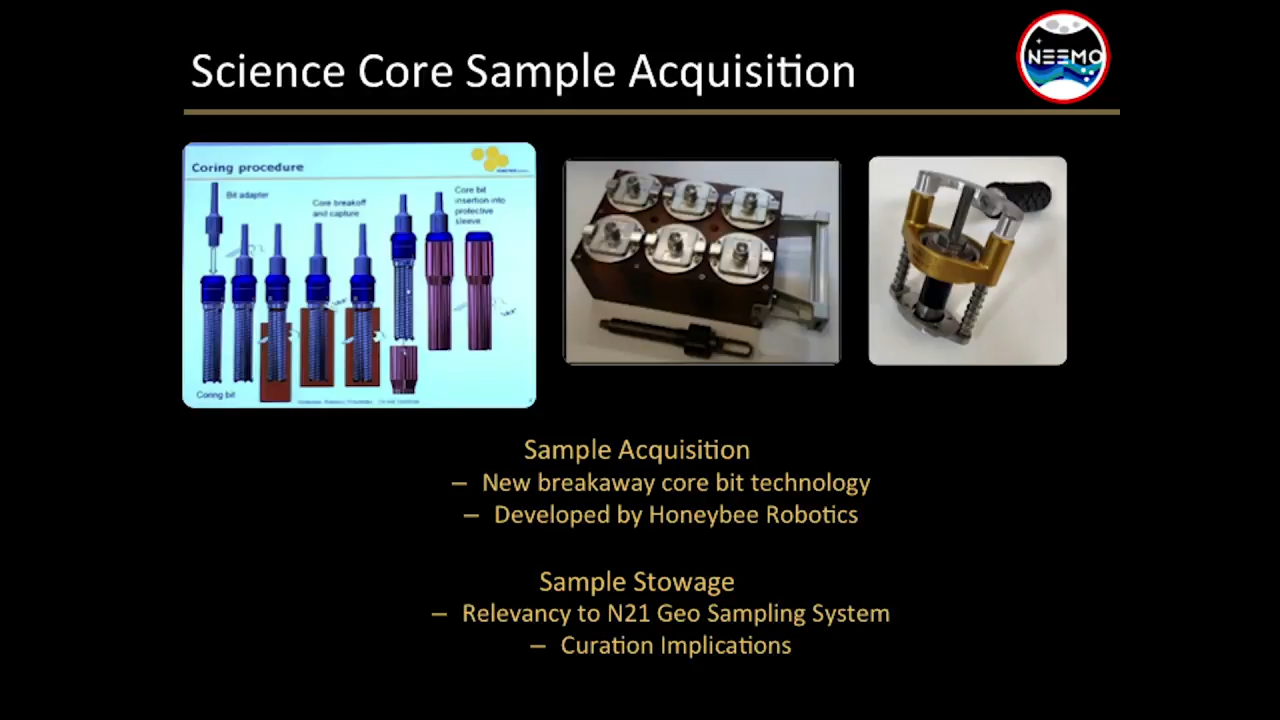 Science Core Sample Acquisition
NEEMO
Coring procedure
Bit adapter
Core breakoff
and capture
Core bit
insertion into
protective
sleeve
Coring bit
Sample Acquisition
– New breakaway core bit technology
– Developed by Honeybee Robotics
Sample Stowage
– Relevancy to N21 Geo Sampling System
– Curation Implications